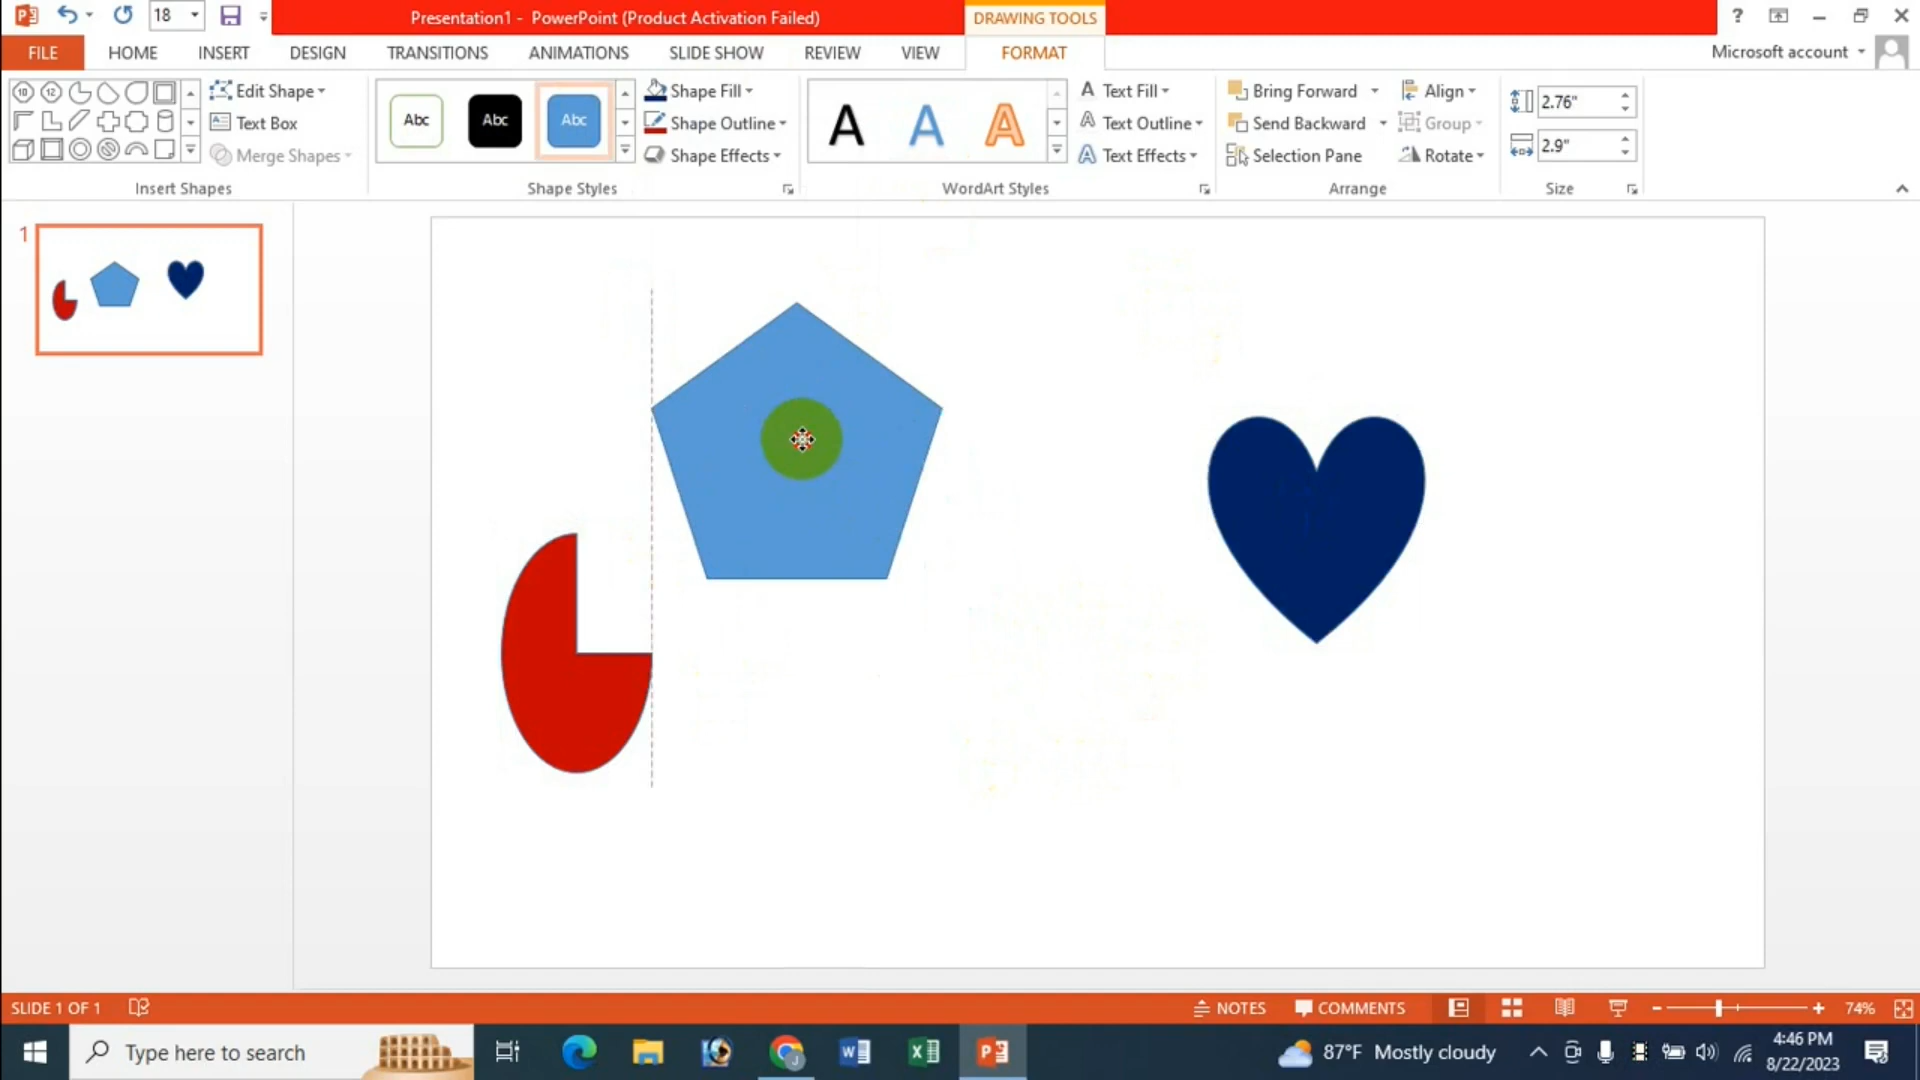 18
Presentation1 - PowerPoint (Product Activation Failed)
DRAWING TOOLS
?
FILE
HOME
INSERT
DESIGN
TRANSITIONS
ANIMATIONS
SLIDE SHOW
REVIEW
VIEW
FORMAT
Microsoft account
10
12
Edit Shape
Text Box
Merge Shapes
Insert Shapes
Abc
Abc
Abc
Shape Fill
Shape Outline
Shape Effects
Shape Styles
A
A
A
Text Fill
Text Outline
Text Effects
WordArt Styles
Bring Forward
Send Backward
Selection Pane
Align
Group
Rotate
Arrange
2.76"
2.9"
Size
1
SLIDE 1 OF 1
NOTES
COMMENTS
74%
Type here to search
87°F Mostly cloudy
4:46 PM
8/22/2023